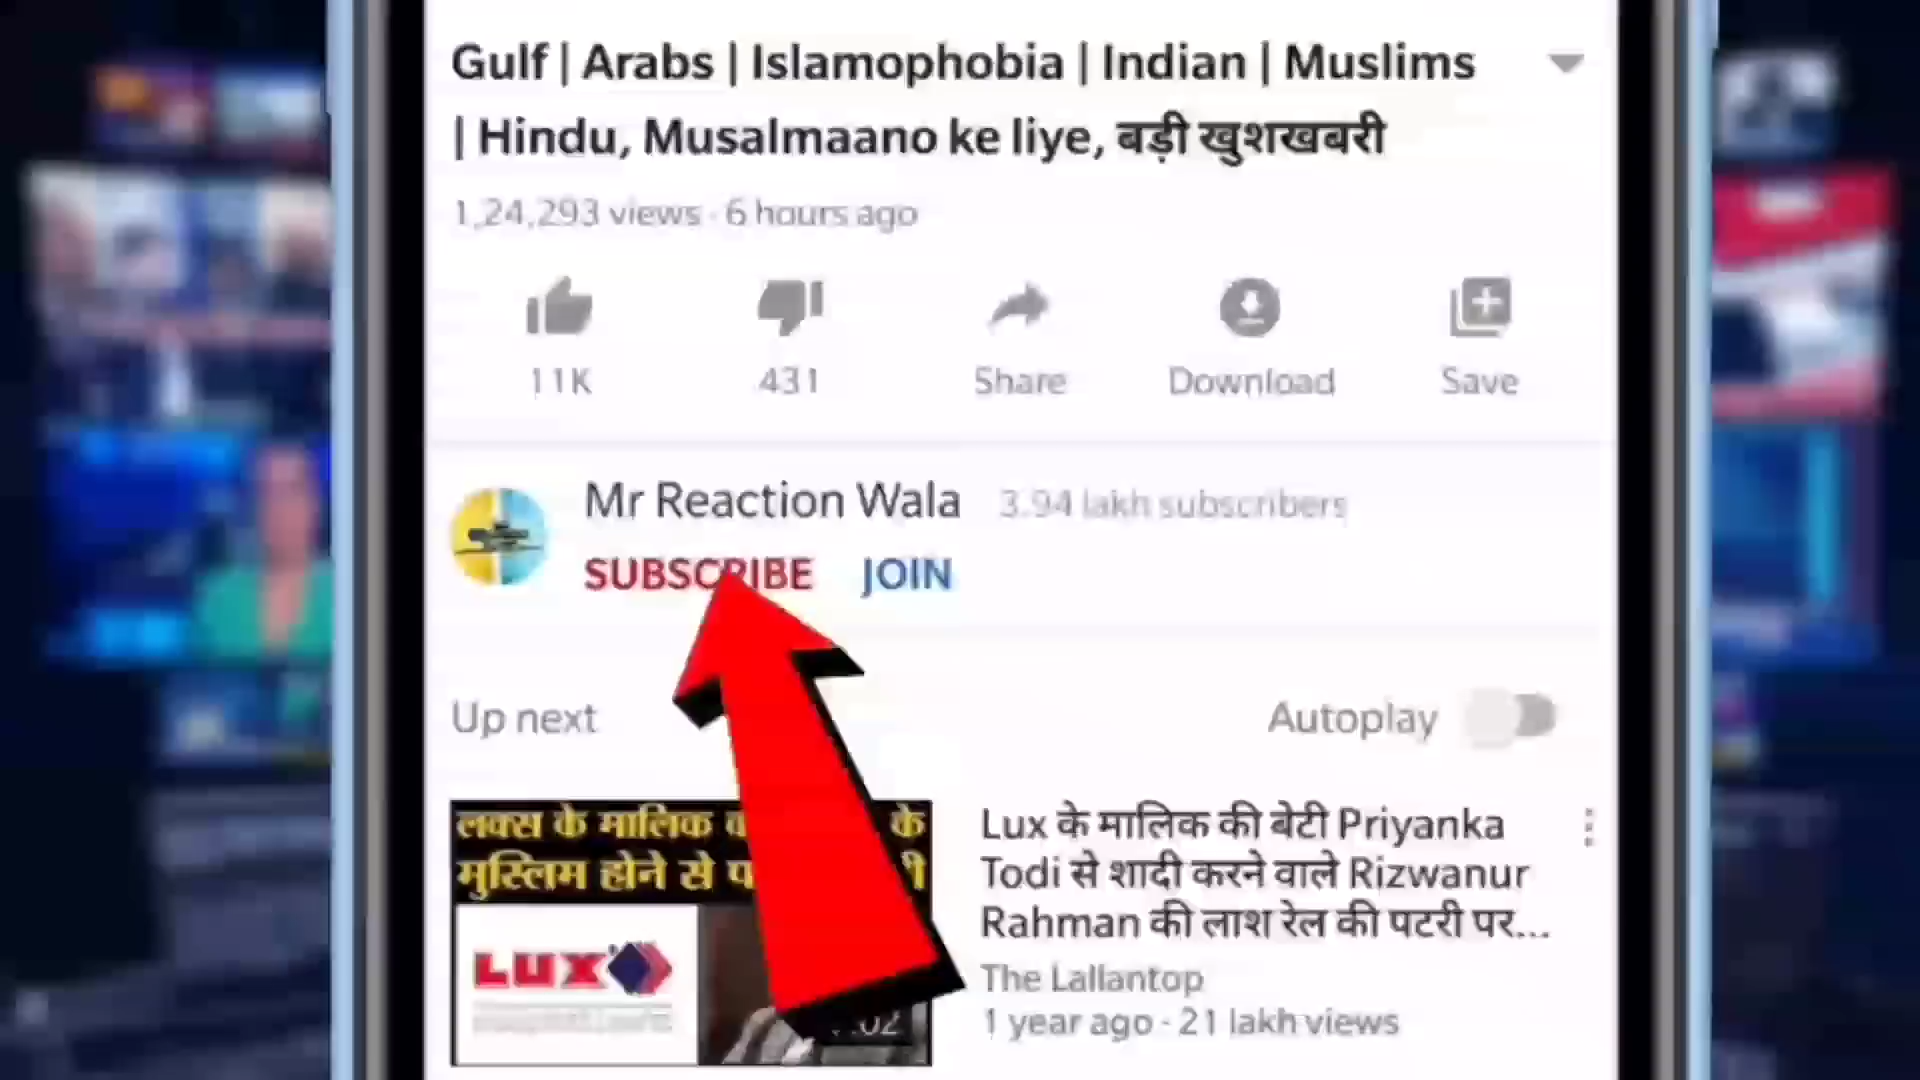 Gulf | Arabs | Islamophobia | Indian | Muslims
| Hindu, Musalmaano ke liye, बड़ी खुशखबरी
1,24,293 views · 6 hours ago
11K
431
Share
Download
Save
Mr Reaction Wala
3.94 lakh subscribers
SUBSCRIBE
JOIN
Up next
Autoplay
लक्स के मालिक के
मुस्लिम होने से
LUX
Lux के मालिक की बेटी Priyanka
Todi से शादी करने वाले Rizwanur
Rahman की लाश रेल की पटरी पर...
The Lallantop
1 year ago · 21 lakh views